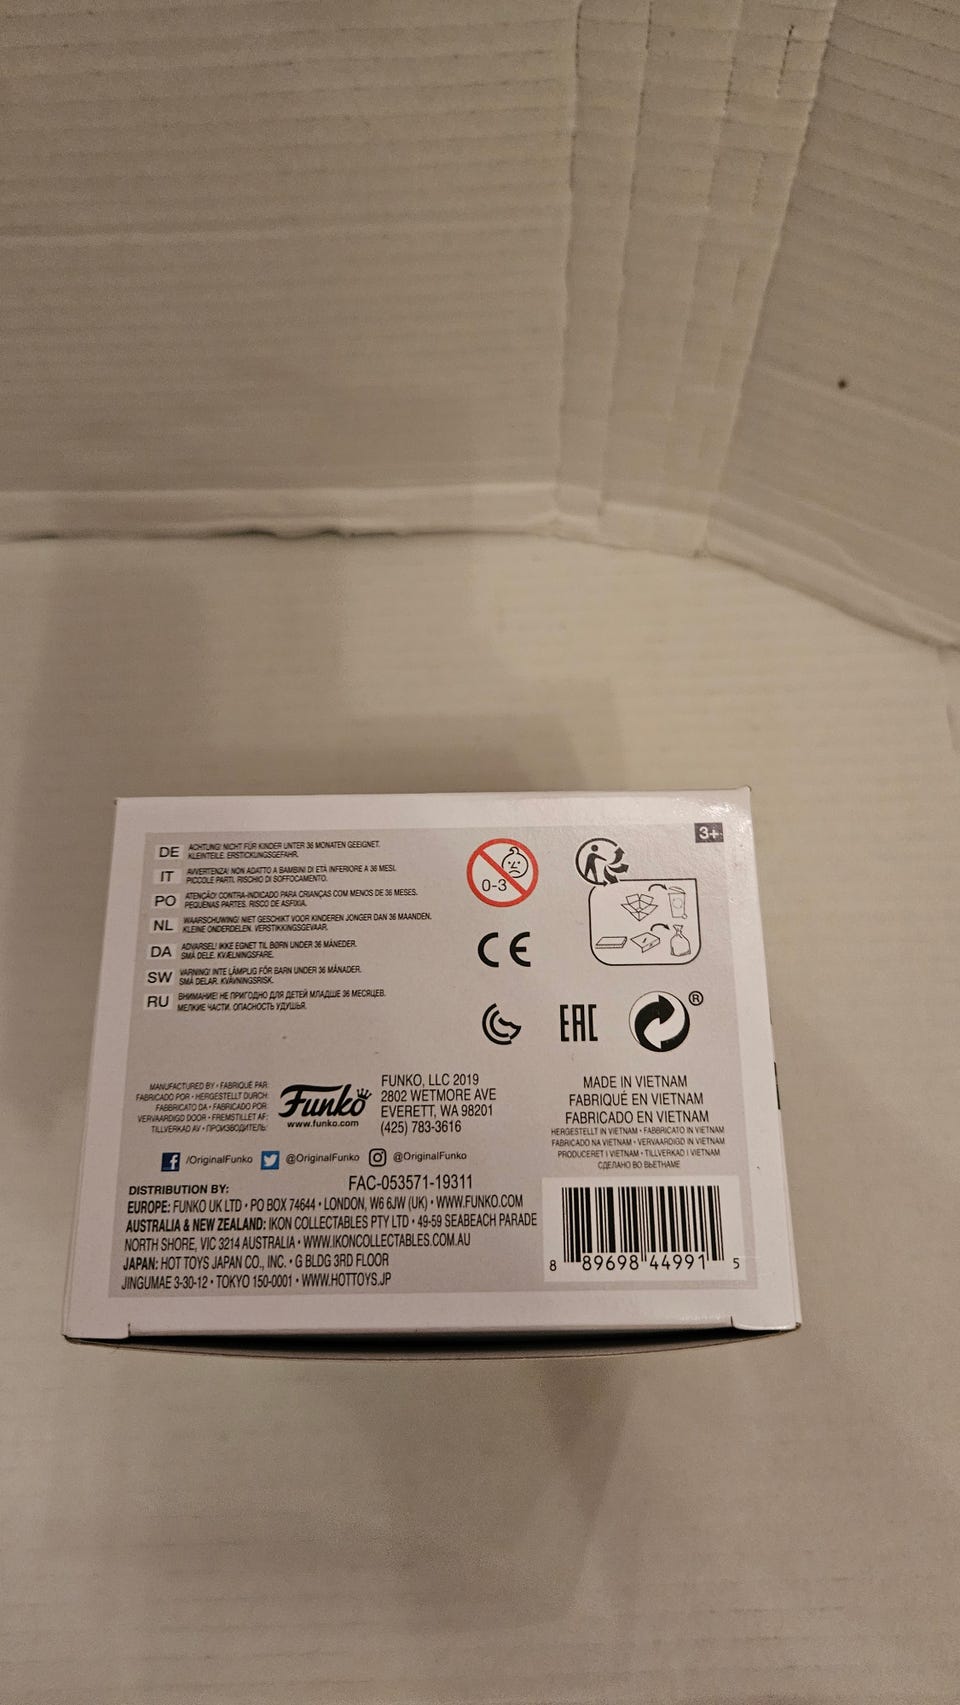 3+
DE ACHTUNG! NICHT FÜR KINDER UNTER 36 MONATEN GEEIGNET.
KLEINTEILE. ERSTICKUNGSGEFAHR.
IT AVVERTENZA! NON ADATTO A BAMBINI DI ETÀ INFERIORE A 36 MESI.
PICCOLE PARTI. RISCHIO DI SOFFOCAMENTO.
PO ATENÇÃO! CONTRA-INDICADO PARA CRIANÇAS COM MENOS DE 36 MESES.
PEQUENAS PARTES. RISCO DE ASFIXIA.
NL WAARSCHUWING! NIET GESCHIKT VOOR KINDEREN JONGER DAN 36 MAANDEN.
KLEINE ONDERDELEN. VERSTIKKINGSGEVAAR.
DA ADVARSEL! IKKE EGNET TIL BØRN UNDER 36 MÅNEDER.
SMÅ DELE. KVÆLNINGSFARE.
SW VARNING! INTE LÄMPLIG FÖR BARN UNDER 36 MÅNADER.
SMÅ DELAR. KVÄVNINGSRISK.
RU ВНИМАНИЕ! НЕ ПРИГОДНО ДЛЯ ДЕТЕЙ МЛАДШЕ 36 МЕСЯЦЕВ.
МЕЛКИЕ ЧАСТИ. ОПАСНОСТЬ УДУШЬЯ.
0-3
CE
EAC
®
MANUFACTURED BY • FABRIQUÉ PAR:
FABRICADO POR • HERGESTELLT DURCH:
FABBRICATO DA • FABRICADO POR:
VERVAARDIGD DOOR • FREMSTILLET AF:
TILLVERKAD AV • ПРОИЗВОДИТЕЛЬ:
Funko
www.funko.com
FUNKO, LLC 2019
2802 WETMORE AVE
EVERETT, WA 98201
(425) 783-3616
MADE IN VIETNAM
FABRIQUÉ EN VIETNAM
FABRICADO EN VIETNAM
HERGESTELLT IN VIETNAM • FABBRICATO IN VIETNAM
FABRICADO NA VIETNAM • VERVAARDIGD IN VIETNAM
PRODUCERET I VIETNAM • TILLVERKAD I VIETNAM
СДЕЛАНО ВО ВЬЕТНАМЕ
/OriginalFunko @OriginalFunko @OriginalFunko
FAC-053571-19311
DISTRIBUTION BY:
EUROPE: FUNKO UK LTD • PO BOX 74644 • LONDON, W6 6JW (UK) • WWW.FUNKO.COM
AUSTRALIA & NEW ZEALAND: IKON COLLECTABLES PTY LTD • 49-59 SEABEACH PARADE
NORTH SHORE, VIC 3214 AUSTRALIA • WWW.IKONCOLLECTABLES.COM.AU
JAPAN: HOT TOYS JAPAN CO., INC. • G BLDG 3RD FLOOR
JINGUMAE 3-30-12 • TOKYO 150-0001 • WWW.HOTTOYS.JP
8 89698 44991 5